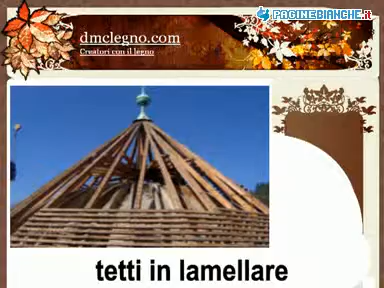 dmclegno.com
Creatori con il legno
PAGINEBIANCHE.it
tetti in lamellare